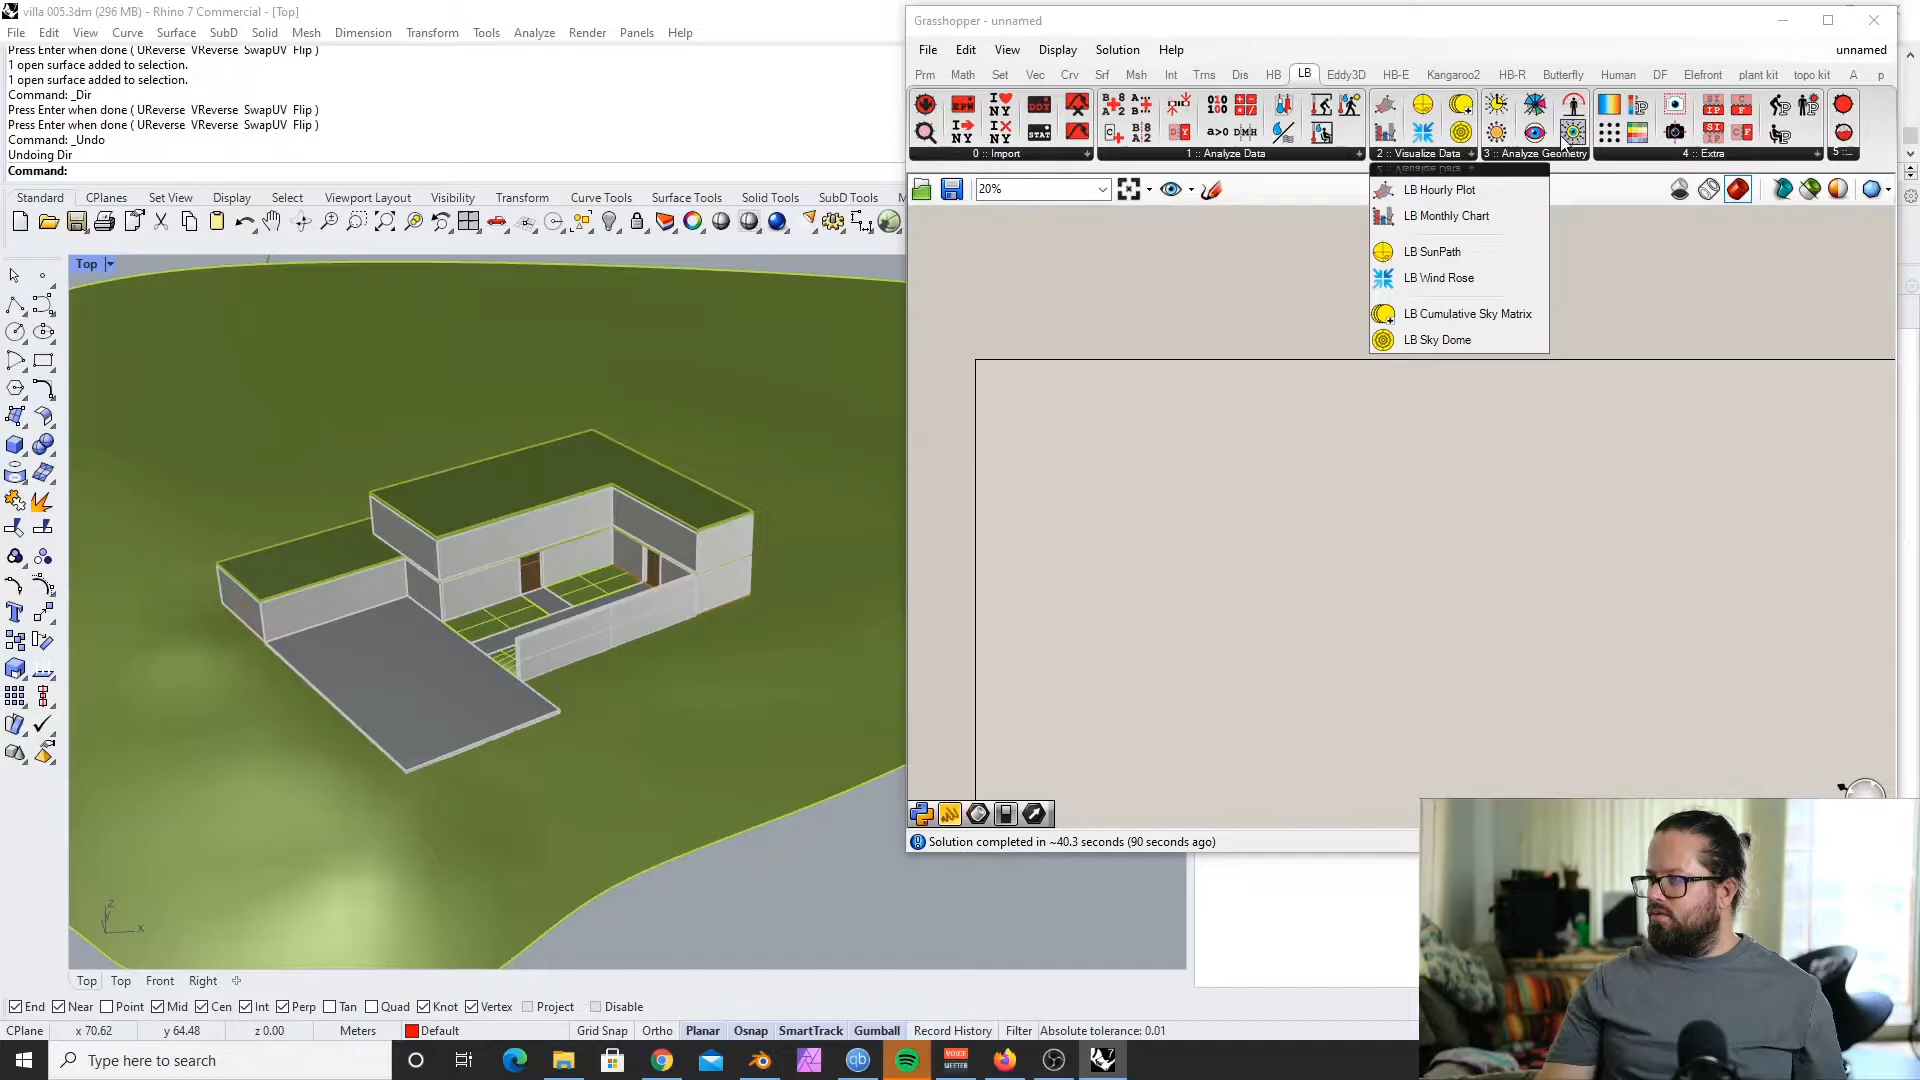 villa 005.3dm (296 MB) - Rhino 7 Commercial - [Top]
File Edit View Curve Surface SubD Solid Mesh Dimension Transform Tools Analyze Render Panels Help
Press Enter when done ( UReverse VReverse SwapUV Flip )
1 open surface added to selection.
1 open surface added to selection.
Command: _Dir
Press Enter when done ( UReverse VReverse SwapUV Flip )
Press Enter when done ( UReverse VReverse SwapUV Flip )
Command: _Undo
Undoing Dir
Command:
Standard CPlanes Set View Display Select Viewport Layout Visibility Transform Curve Tools Surface Tools Solid Tools SubD Tools
Top
Grasshopper - unnamed
File Edit View Display Solution Help unnamed
Prm Math Set Vec Crv Srf Msh Int Trns Dis HB LB Eddy3D HB-E Kangaroo2 HB-R Butterfly Human DF Elefront plant kit topo kit A p
0 :: Import 1 :: Analyze Data 2 :: Visualize Data 3 :: Analyze Geometry 4 :: Extra
20%
LB Hourly Plot
LB Monthly Chart
LB SunPath
LB Wind Rose
LB Cumulative Sky Matrix
LB Sky Dome
Solution completed in ~40.3 seconds (90 seconds ago)
z
y
x
Top Top Front Right
End Near Point Mid Cen Int Perp Tan Quad Knot Vertex Project Disable
CPlane x 70.62 y 64.48 z 0.00 Meters Default Grid Snap Ortho Planar Osnap SmartTrack Gumball Record History Filter Absolute tolerance: 0.01
Type here to search